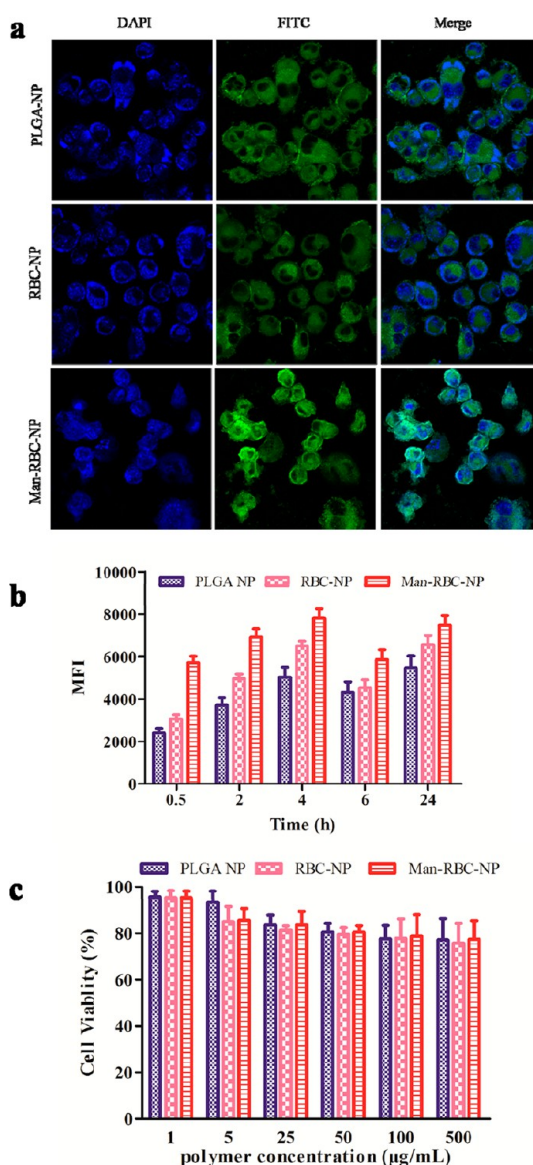 a
DAPI FITC Merge
PLGA-NP
RBC-NP
Man-RBC-NP
b
PLGA NP RBC-NP Man-RBC-NP
10000
8000
6000
4000
2000
0
MFI
0.5 2 4 6 24
Time (h)
c
PLGA NP RBC-NP Man-RBC-NP
100
80
60
40
20
0
Cell Viablity (%)
1 5 25 50 100 500
polymer concentration (µg/mL)